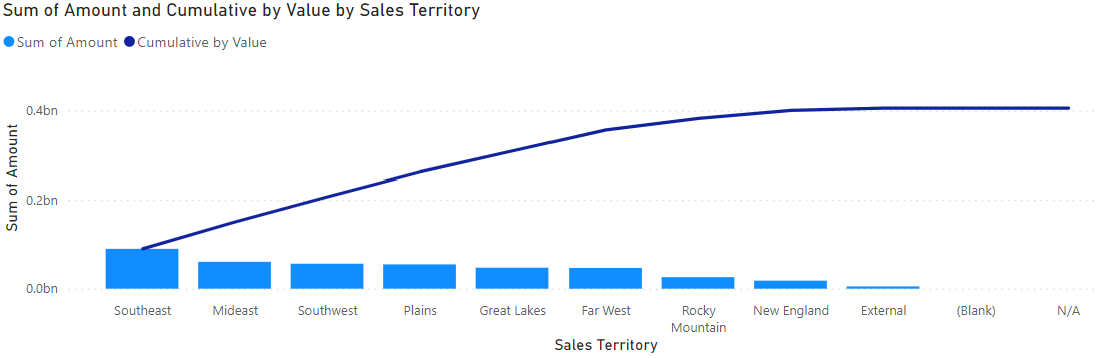 Sum of Amount and Cumulative by Value by Sales Territory
Sum of Amount Cumulative by Value
0.4bn
0.2bn
0.0bn
Sum of Amount
Southeast Mideast Southwest Plains Great Lakes Far West Rocky Mountain New England External (Blank) N/A
Sales Territory